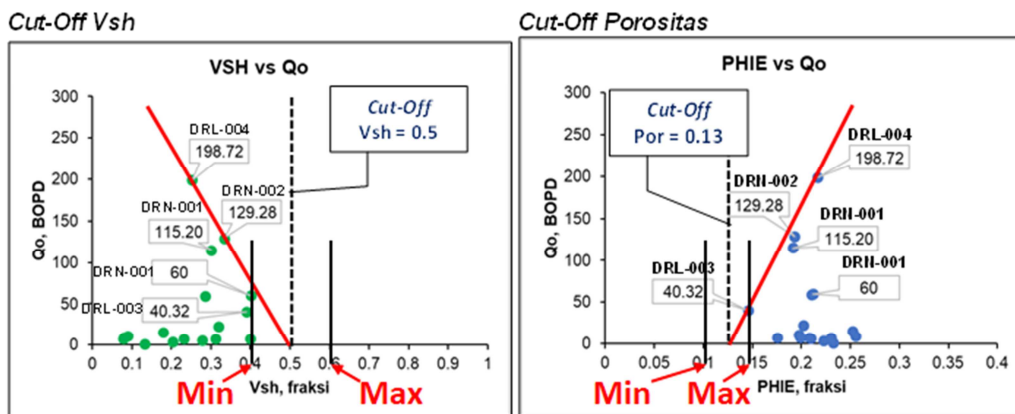 Cut-Off Vsh
VSH vs Qo
Qo, BOPD
300
250
200
150
100
50
0
Cut-Off
Vsh = 0.5
DRL-004
198.72
DRN-002
129.28
DRN-001
115.20
DRN-001
60
DRL-003
40.32
0
0.1
0.2
0.3
0.4
0.5
0.6
0.7
0.8
0.9
1
Vsh, fraksi
Min
Max
Cut-Off Porositas
PHIE vs Qo
Qo, BOPD
300
250
200
150
100
50
0
Cut-Off
Por = 0.13
DRL-004
198.72
DRN-002
129.28
DRN-001
115.20
DRN-001
60
DRL-003
40.32
0
0.05
0.1
0.15
0.2
0.25
0.3
0.35
0.4
PHIE, fraksi
Min
Max